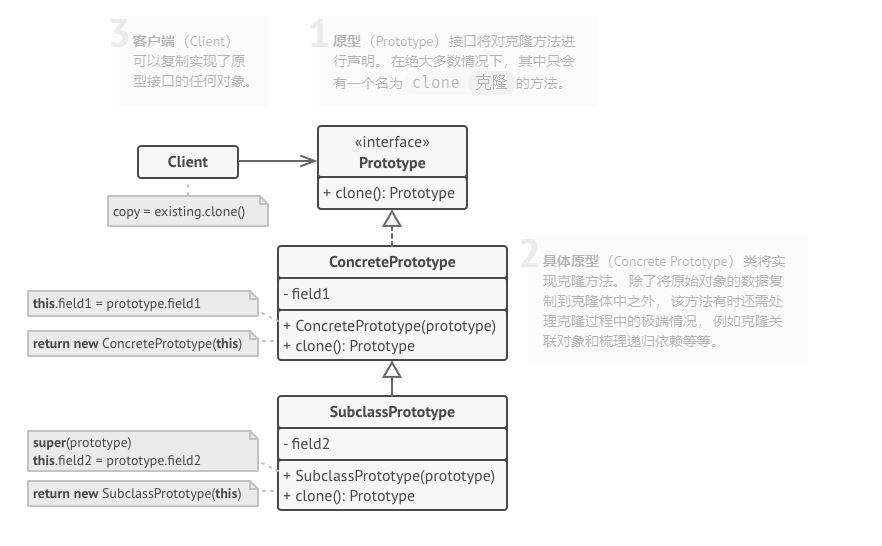 3 客户端 （Client）
可以复制实现了原
型接口的任何对象。
1 原型 （Prototype） 接口将对克隆方法进
行声明。 在绝大多数情况下， 其中只会
有一个名为 clone 克隆 的方法。
Client
copy = existing.clone()
«interface»
Prototype
+ clone(): Prototype
2 具体原型 （Concrete Prototype） 类将实
现克隆方法。 除了将原始对象的数据复
制到克隆体中之外， 该方法有时还需处
理克隆过程中的极端情况， 例如克隆关
联对象和梳理递归依赖等等。
ConcretePrototype
- field1
this.field1 = prototype.field1
+ ConcretePrototype(prototype)
return new ConcretePrototype(this)
+ clone(): Prototype
SubclassPrototype
- field2
super(prototype)
this.field2 = prototype.field2
+ SubclassPrototype(prototype)
return new SubclassPrototype(this)
+ clone(): Prototype